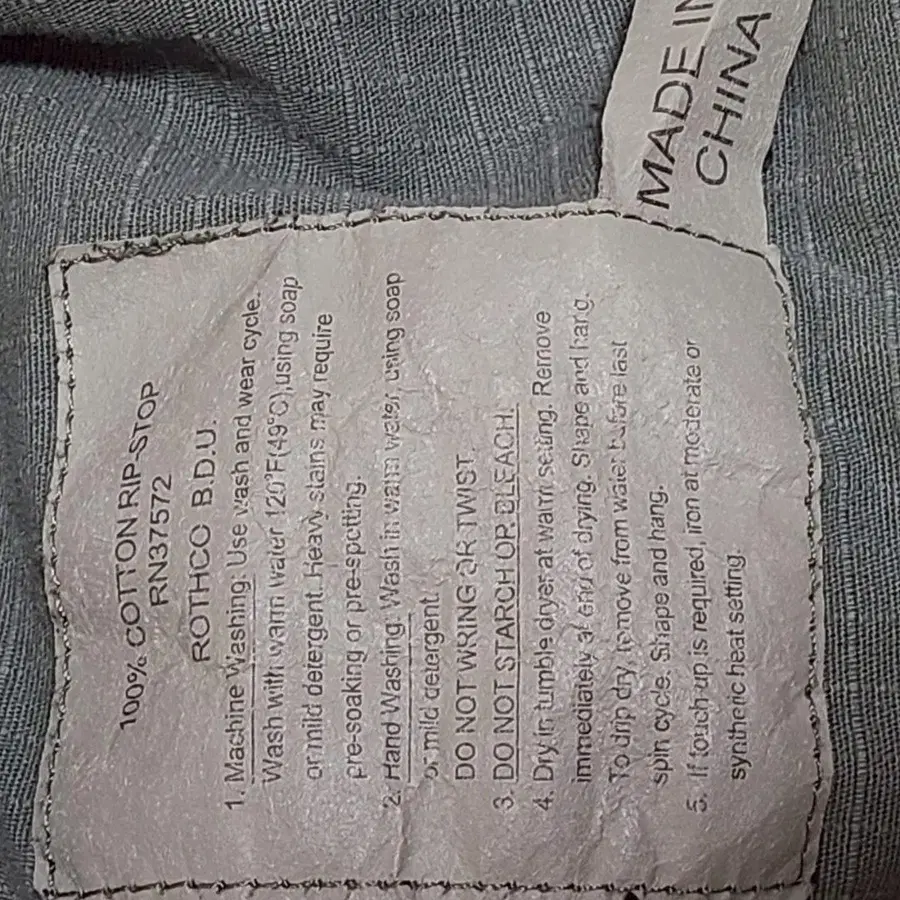 100% COTTON RIP-STOP
RN37572
ROTHCO B.D.U.
1. Machine Washing: Use wash and wear cycle.
Wash with warm water 120°F(49°C),using soap
or mild detergent. Heavy stains may require
pre-soaking or pre-spotting.
2. Hand Washing: Wash in warm water, using soap
or mild detergent.
DO NOT WRING OR TWIST.
3. DO NOT STARCH OR BLEACH.
4. Dry in tumble dryer at warm setting. Remove
immediately at end of drying. Shape and hang.
To drip dry, remove from water before last
spin cycle. Shape and hang.
5. If touch-up is required, iron at moderate or
synthetic heat setting
MADE IN
CHINA